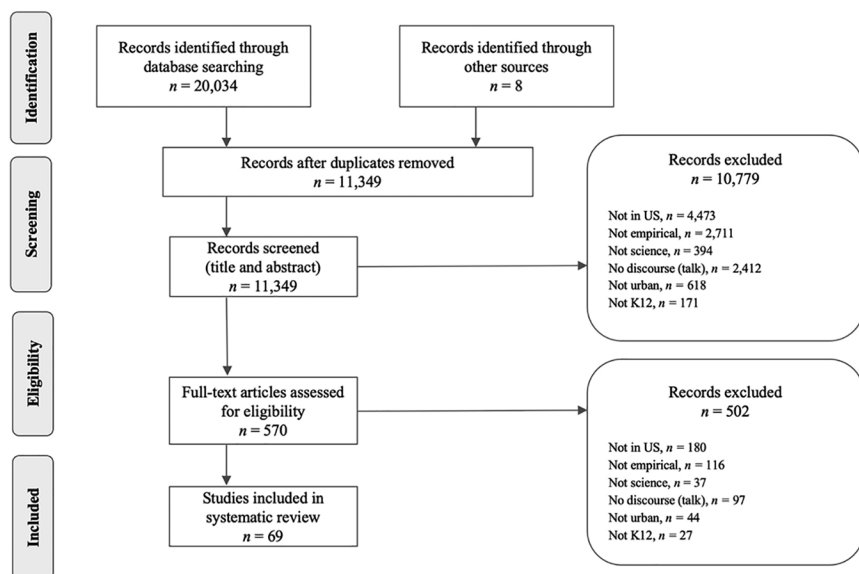 Identification
Records identified through
database searching
n = 20,034
Records identified through
other sources
n = 8
Screening
Records after duplicates removed
n = 11,349
Records screened
(title and abstract)
n = 11,349
Records excluded
n = 10,779
Not in US, n = 4,473
Not empirical, n = 2,711
Not science, n = 394
No discourse (talk), n = 2,412
Not urban, n = 618
Not K12, n = 171
Eligibility
Full-text articles assessed
for eligibility
n = 570
Records excluded
n = 502
Not in US, n = 180
Not empirical, n = 116
Not science, n = 37
No discourse (talk), n = 97
Not urban, n = 44
Not K12, n = 27
Included
Studies included in
systematic review
n = 69